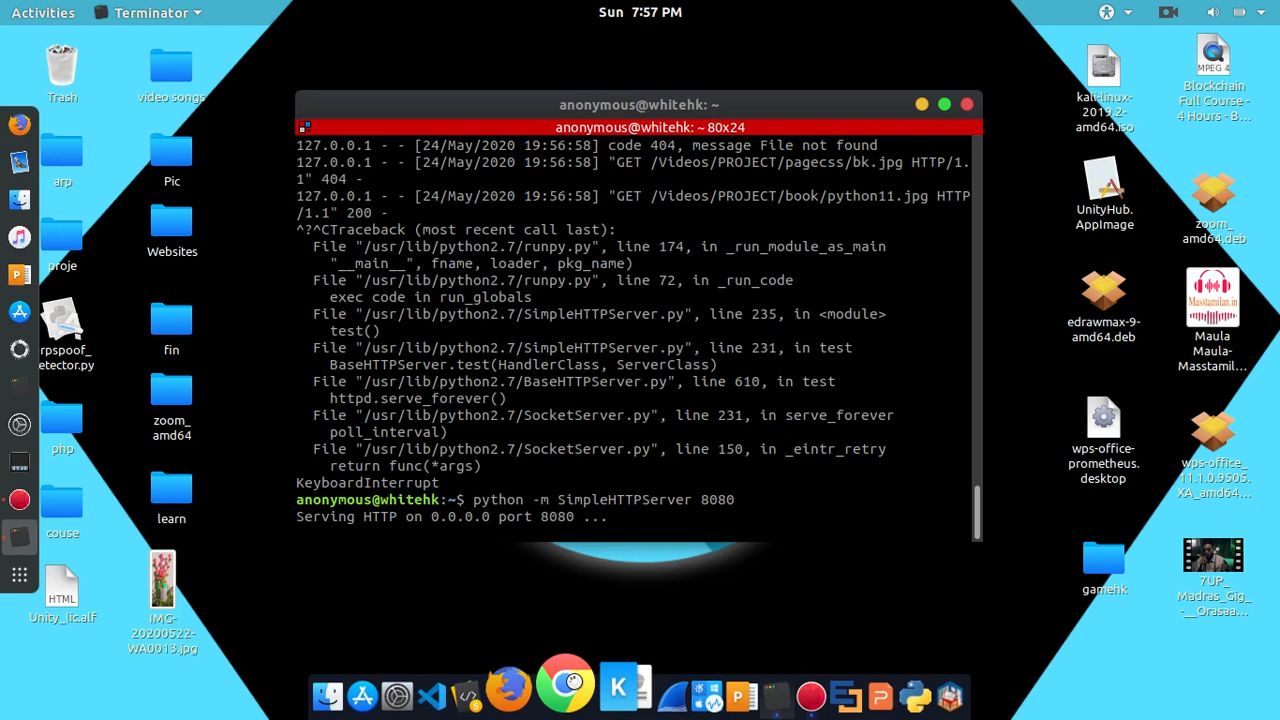 Activities
Terminator
Sun 7:57 PM
Trash
video songs
arp
Pic
proje
Websites
rpspoof_
etector.py
fin
php
zoom_
amd64
couse
learn
HTML
Unity_lic.alf
IMG-
20200522-
WA0013.jpg
anonymous@whitehk: ~
anonymous@whitehk: ~ 80x24
127.0.0.1 - - [24/May/2020 19:56:58] code 404, message File not found
127.0.0.1 - - [24/May/2020 19:56:58] "GET /Videos/PROJECT/pagecss/bk.jpg HTTP/1.
1" 404 -
127.0.0.1 - - [24/May/2020 19:56:58] "GET /Videos/PROJECT/book/python11.jpg HTTP
/1.1" 200 -
^?^CTraceback (most recent call last):
File "/usr/lib/python2.7/runpy.py", line 174, in _run_module_as_main
"__main__", fname, loader, pkg_name)
File "/usr/lib/python2.7/runpy.py", line 72, in _run_code
exec code in run_globals
File "/usr/lib/python2.7/SimpleHTTPServer.py", line 235, in <module>
test()
File "/usr/lib/python2.7/SimpleHTTPServer.py", line 231, in test
BaseHTTPServer.test(HandlerClass, ServerClass)
File "/usr/lib/python2.7/BaseHTTPServer.py", line 610, in test
httpd.serve_forever()
File "/usr/lib/python2.7/SocketServer.py", line 231, in serve_forever
poll_interval)
File "/usr/lib/python2.7/SocketServer.py", line 150, in _eintr_retry
return func(*args)
KeyboardInterrupt
anonymous@whitehk:~$ python -m SimpleHTTPServer 8080
Serving HTTP on 0.0.0.0 port 8080 ...
kali-linux-
2019.2-
amd64.iso
MPEG 4
Blockchain
Full Course -
4 Hours - B...
UnityHub.
AppImage
zoom_
amd64.deb
edrawmax-9-
amd64.deb
Masstamilan.in
Maula
Maula-
Masstamil...
wps-office-
prometheus.
desktop
wps-office_
11.1.0.9505.
XA_amd64...
gamehk
7UP_
Madras_Gig_
-__Orasaa...
K
P
P